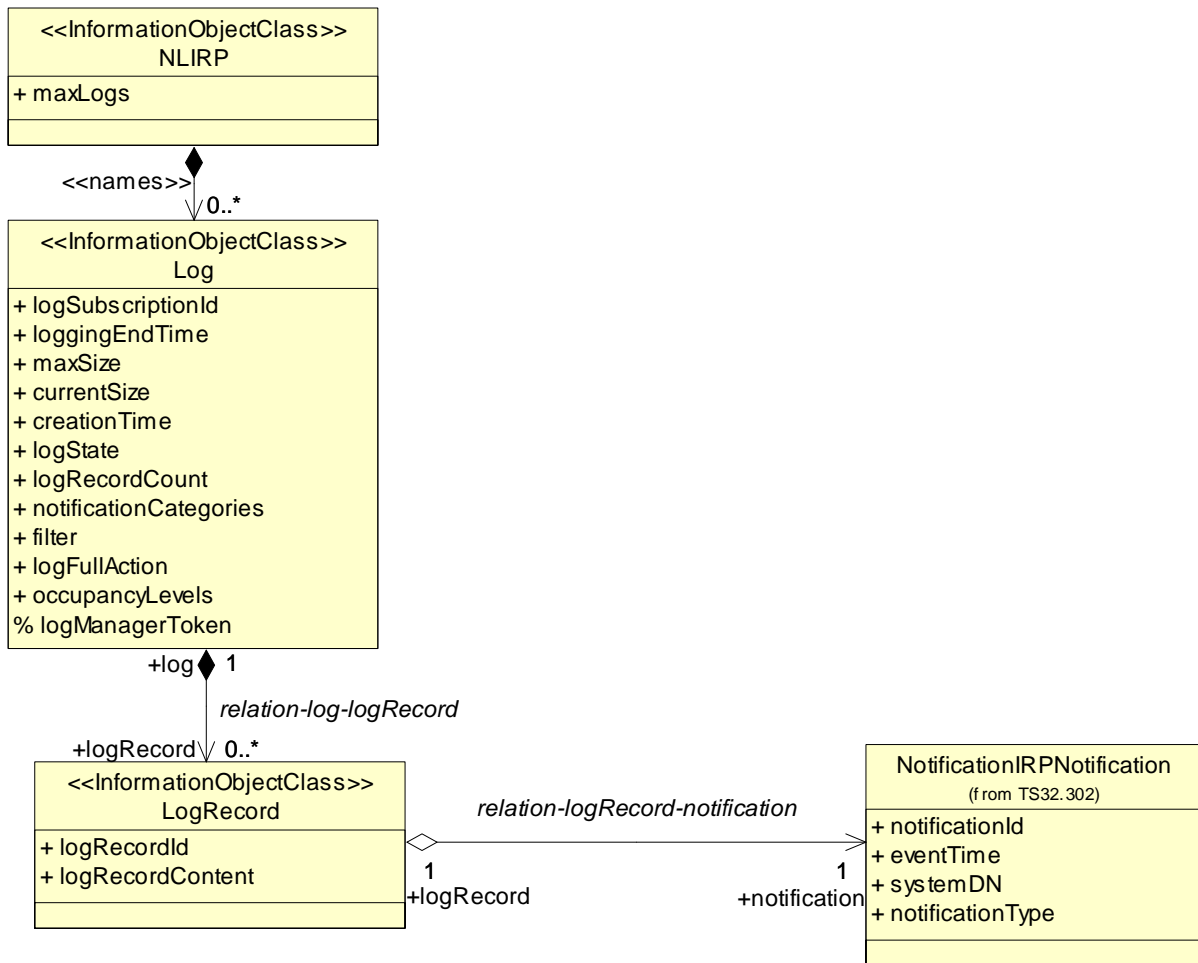 <<InformationObjectClass>>
NLIRP
+ maxLogs
<<names>>
0..*
<<InformationObjectClass>>
Log
+ logSubscriptionId
+ loggingEndTime
+ maxSize
+ currentSize
+ creationTime
+ logState
+ logRecordCount
+ notificationCategories
+ filter
+ logFullAction
+ occupancyLevels
% logManagerToken
+log 1
relation-log-logRecord
+logRecord 0..*
<<InformationObjectClass>>
LogRecord
+ logRecordId
+ logRecordContent
relation-logRecord-notification
1
+logRecord
1
+notification
NotificationIRPNotification
(from TS32.302)
+ notificationId
+ eventTime
+ systemDN
+ notificationType